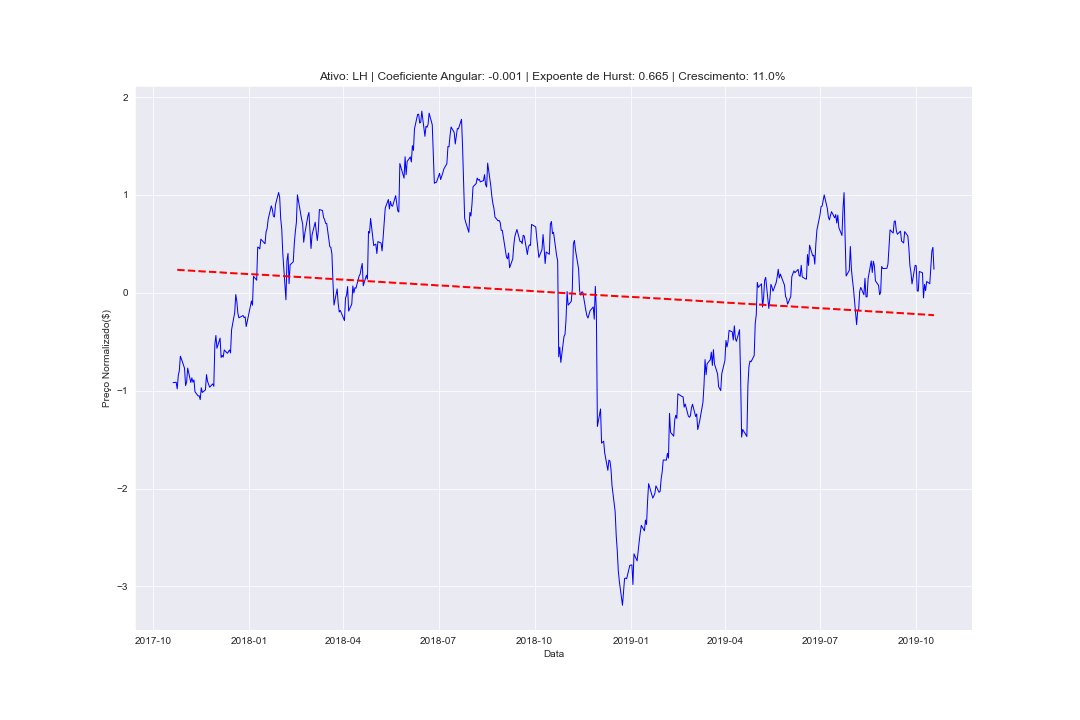 Ativo: LH | Coeficiente Angular: -0.001 | Expoente de Hurst: 0.665 | Crescimento: 11.0%
2
1
0
−1
−2
−3
Preço Normalizado($)
2017-10 2018-01 2018-04 2018-07 2018-10 2019-01 2019-04 2019-07 2019-10
Data